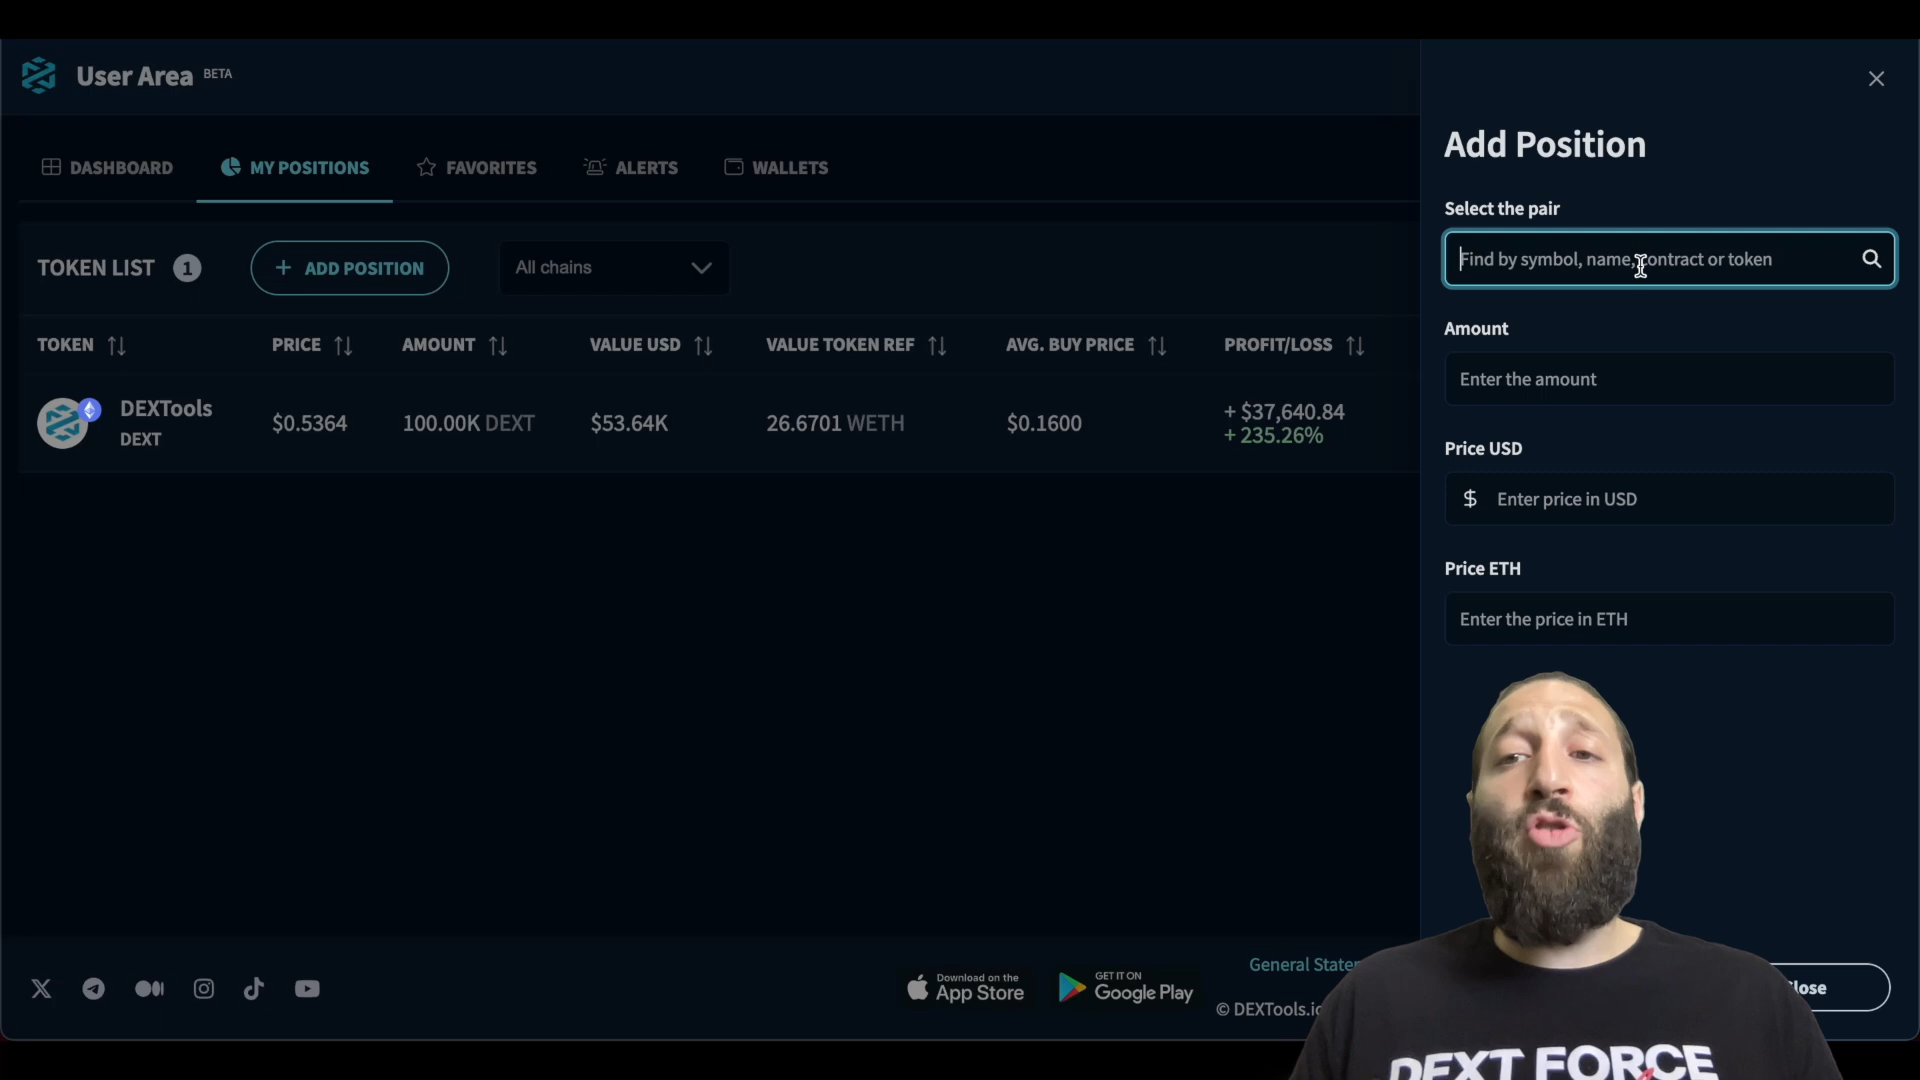 User Area BETA
DASHBOARD
MY POSITIONS
FAVORITES
ALERTS
WALLETS
TOKEN LIST 1
+ ADD POSITION
All chains
TOKEN
PRICE
AMOUNT
VALUE USD
VALUE TOKEN REF
AVG. BUY PRICE
PROFIT/LOSS
DEXTools
DEXT
$0.5364
100.00K DEXT
$53.64K
26.6701 WETH
$0.1600
+ $37,640.84
+ 235.26%
Add Position
Select the pair
Find by symbol, name, contract or token
Amount
Enter the amount
Price USD
$ Enter price in USD
Price ETH
Enter the price in ETH
Download on the
App Store
GET IT ON
Google Play
General
© DEXTools.io
DEXT FORCE